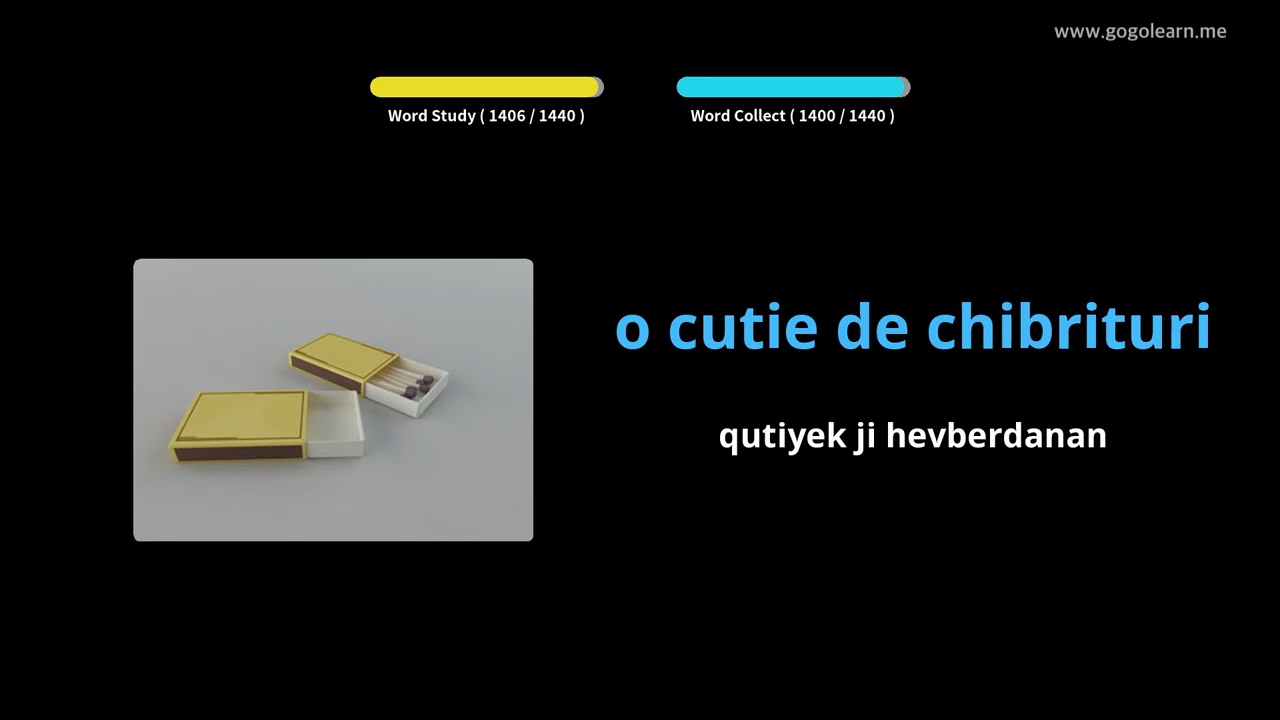 www.gogolearn.me
Word Study ( 1406 / 1440 )
Word Collect ( 1400 / 1440 )
o cutie de chibrituri
qutiyek ji hevberdanan